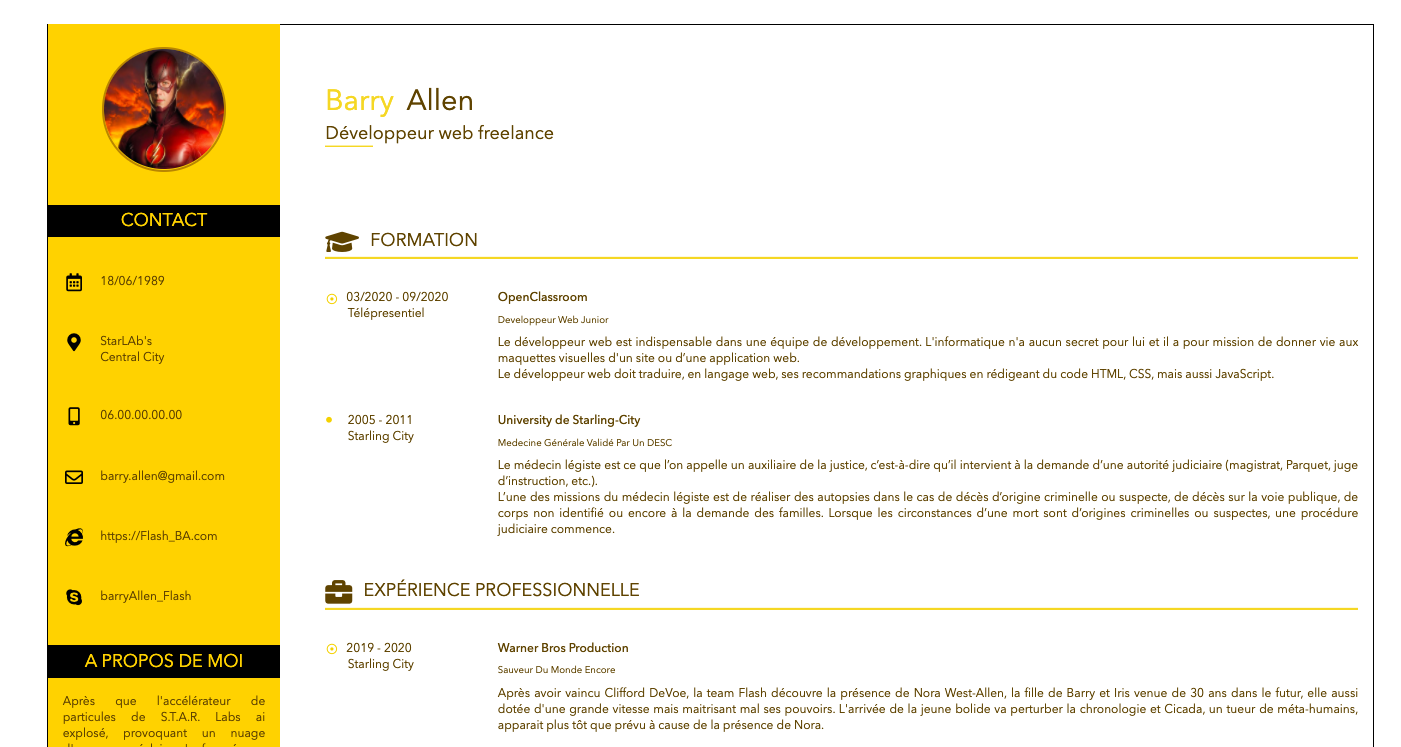 CONTACT
18/06/1989
StarLAb's
Central City
06.00.00.00.00
barry.allen@gmail.com
https://Flash_BA.com
barryAllen_Flash
A PROPOS DE MOI
Après que l'accélérateur de
particules de S.T.A.R. Labs ai
explosé, provoquant un nuage
Barry Allen
Développeur web freelance
FORMATION
03/2020 - 09/2020
Télépresentiel
OpenClassroom
Developpeur Web Junior
Le développeur web est indispensable dans une équipe de développement. L'informatique n'a aucun secret pour lui et il a pour mission de donner vie aux
maquettes visuelles d'un site ou d’une application web.
Le développeur web doit traduire, en langage web, ses recommandations graphiques en rédigeant du code HTML, CSS, mais aussi JavaScript.
2005 - 2011
Starling City
University de Starling-City
Medecine Générale Validé Par Un DESC
Le médecin légiste est ce que l’on appelle un auxiliaire de la justice, c’est-à-dire qu’il intervient à la demande d’une autorité judiciaire (magistrat, Parquet, juge
d’instruction, etc.).
L’une des missions du médecin légiste est de réaliser des autopsies dans le cas de décès d’origine criminelle ou suspecte, de décès sur la voie publique, de
corps non identifié ou encore à la demande des familles. Lorsque les circonstances d’une mort sont d’origines criminelles ou suspectes, une procédure
judiciaire commence.
EXPÉRIENCE PROFESSIONNELLE
2019 - 2020
Starling City
Warner Bros Production
Sauveur Du Monde Encore
Après avoir vaincu Clifford DeVoe, la team Flash découvre la présence de Nora West-Allen, la fille de Barry et Iris venue de 30 ans dans le futur, elle aussi
dotée d'une grande vitesse mais maitrisant mal ses pouvoirs. L'arrivée de la jeune bolide va perturber la chronologie et Cicada, un tueur de méta-humains,
apparait plus tôt que prévu à cause de la présence de Nora.